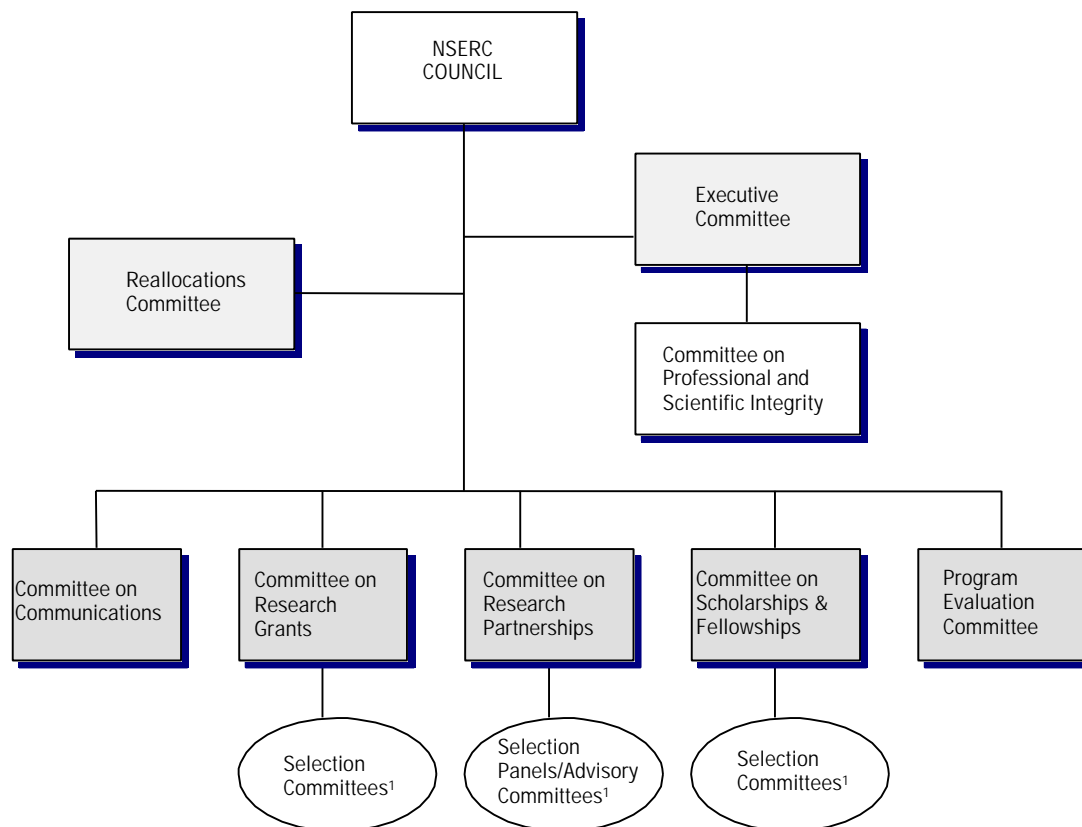 NSERC
COUNCIL
Executive
Committee
Reallocations
Committee
Committee on
Professional and
Scientific Integrity
Committee on
Communications
Committee on
Research
Grants
Committee on
Research
Partnerships
Committee on
Scholarships &
Fellowships
Program
Evaluation
Committee
Selection
Committees¹
Selection
Panels/Advisory
Committees¹
Selection
Committees¹